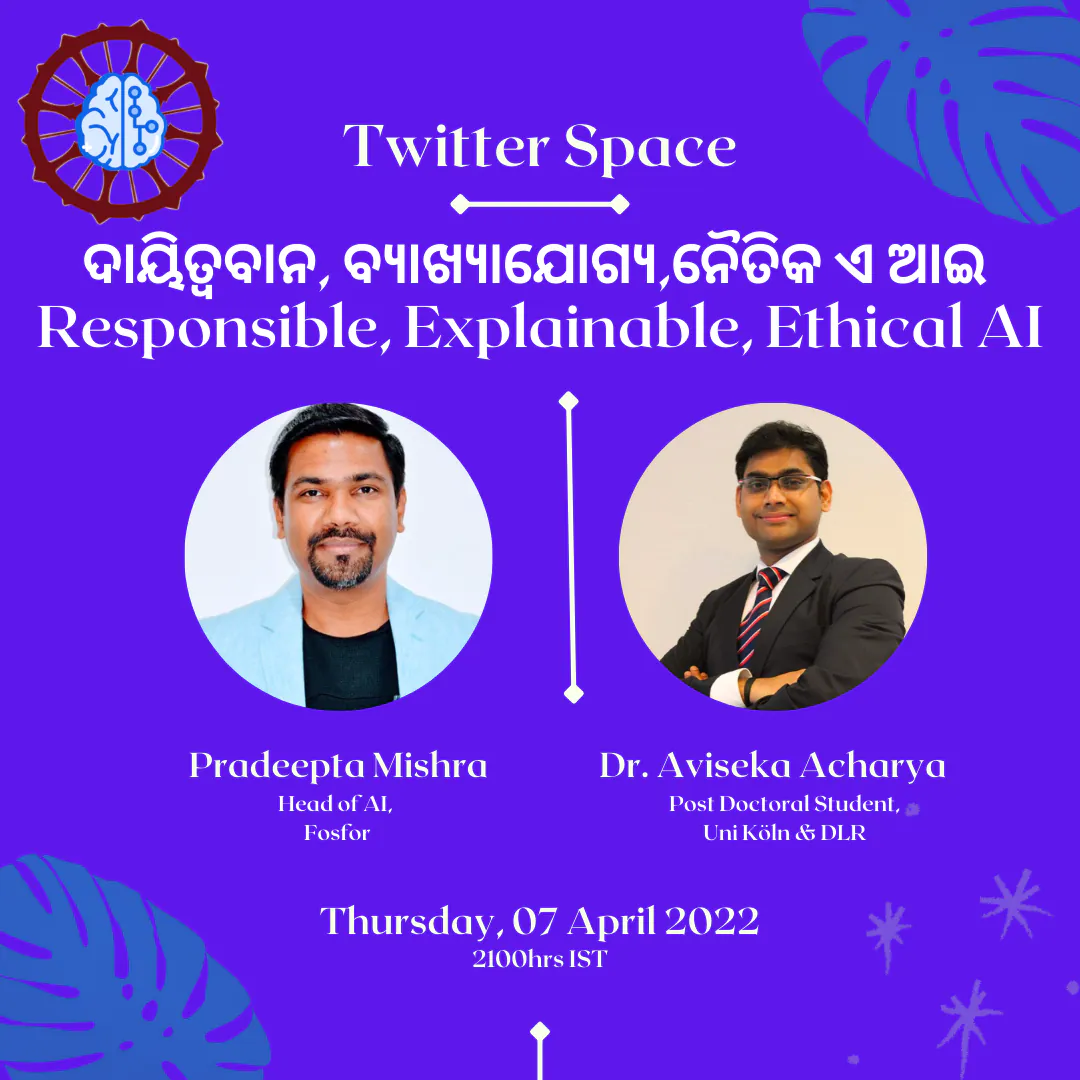 Twitter Space
ଦାୟିତ୍ୱବାନ, ବ୍ୟାଖ୍ୟାଯୋଗ୍ୟ,ନୈତିକ ଏ ଆଇ
Responsible, Explainable, Ethical AI
Pradeepta Mishra
Head of AI,
Fosfor
Dr. Aviseka Acharya
Post Doctoral Student,
Uni Köln & DLR
Thursday, 07 April 2022
2100hrs IST